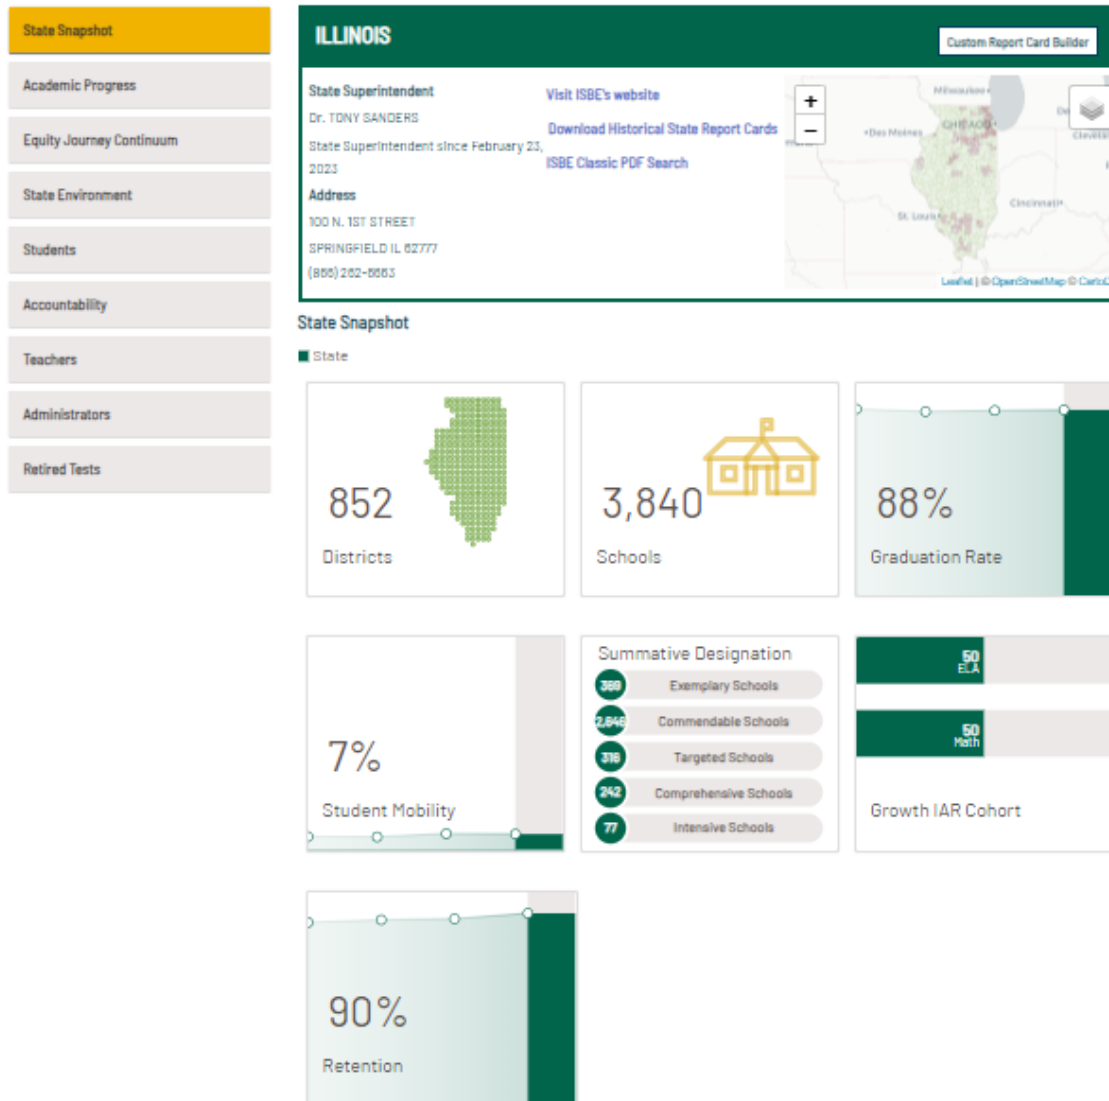 State Snapshot
Academic Progress
Equity Journey Continuum
State Environment
Students
Accountability
Teachers
Administrators
Retired Tests
ILLINOIS
Custom Report Card Builder
State Superintendent
Dr. TONY SANDERS
State Superintendent since February 23,
2023
Address
100 N. 1ST STREET
SPRINGFIELD IL 62777
(866) 262-6663
Visit ISBE's website
Download Historical State Report Cards
ISBE Classic PDF Search
+
−
Milwaukee
CHICAGO
Des Moines
St. Louis
Cincinnati
Leaflet | © OpenStreetMap ©
State Snapshot
State
852
Districts
3,840
Schools
88%
Graduation Rate
7%
Student Mobility
Summative Designation
369 Exemplary Schools
2,646 Commendable Schools
316 Targeted Schools
242 Comprehensive Schools
77 Intensive Schools
50
ELA
50
Math
Growth IAR Cohort
90%
Retention